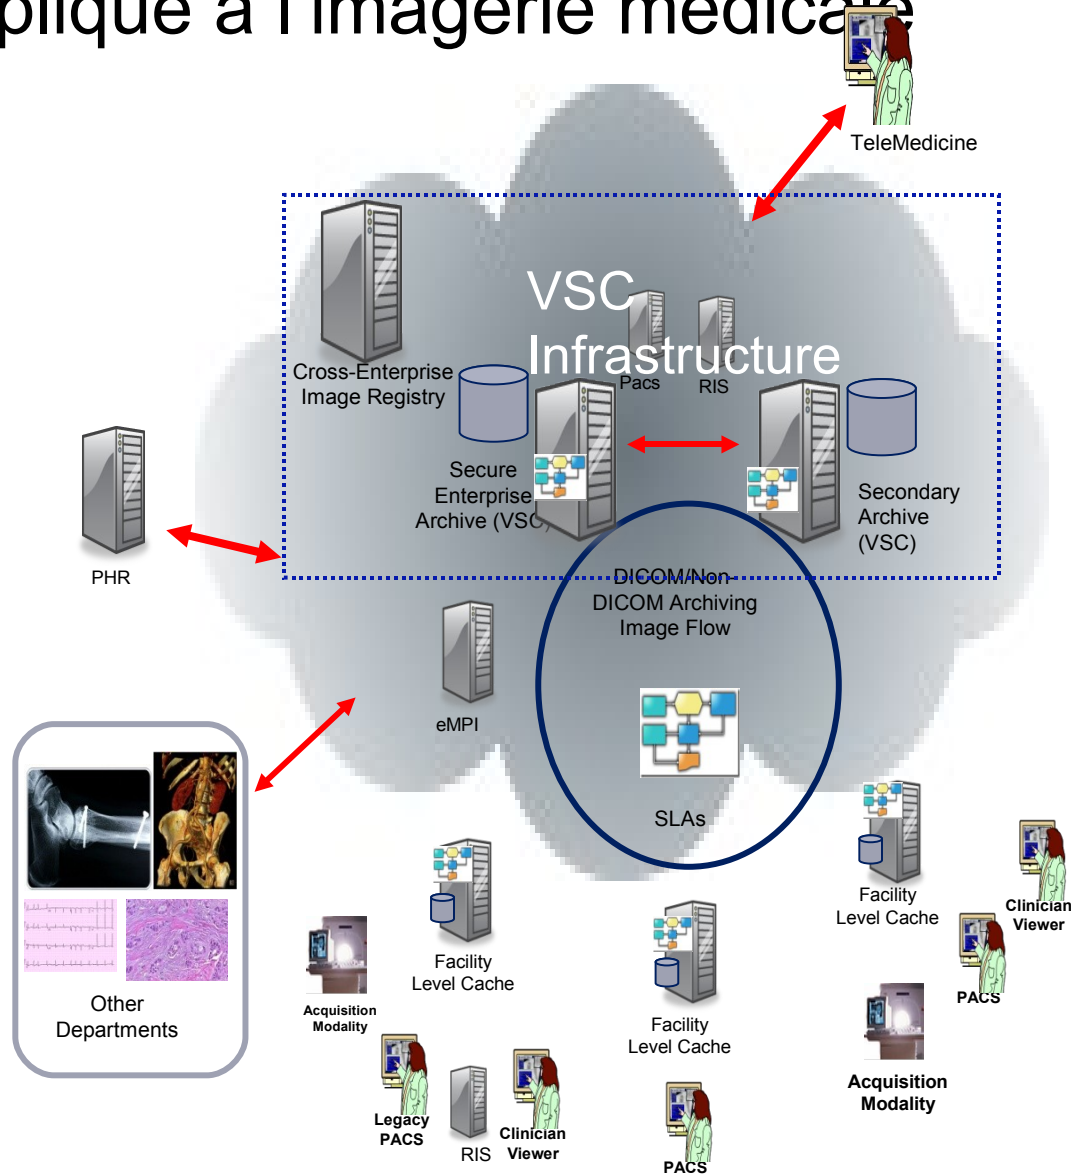 pliqué à l'imagerie médicale
TeleMedicine
VSC
Infrastructure
Cross-Enterprise
Image Registry
Pacs
RIS
Secure
Enterprise
Archive (VSC)
Secondary
Archive
(VSC)
PHR
DICOM/Non-
DICOM Archiving
Image Flow
eMPI
SLAs
Other
Departments
Facility
Level Cache
Facility
Level Cache
Facility
Level Cache
Clinician
Viewer
PACS
Acquisition
Modality
Acquisition
Modality
Legacy
PACS
RIS
Clinician
Viewer
PACS